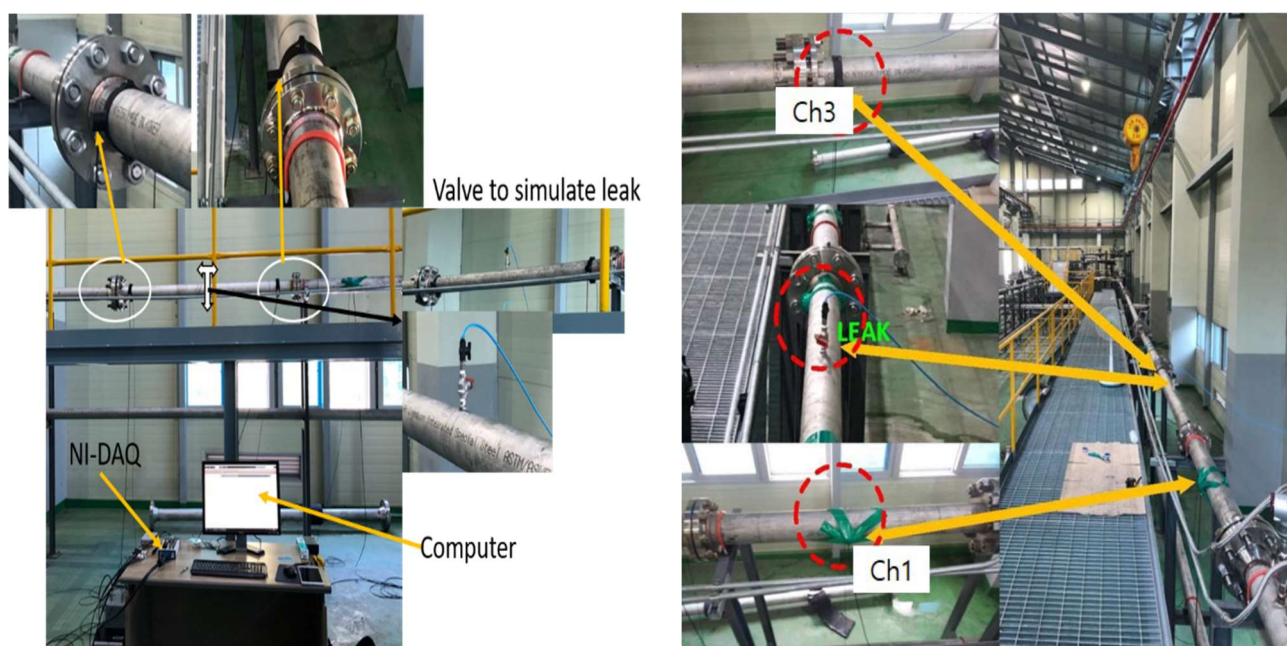 Valve to simulate leak
NI-DAQ
Computer
Ch3
LEAK
Ch1